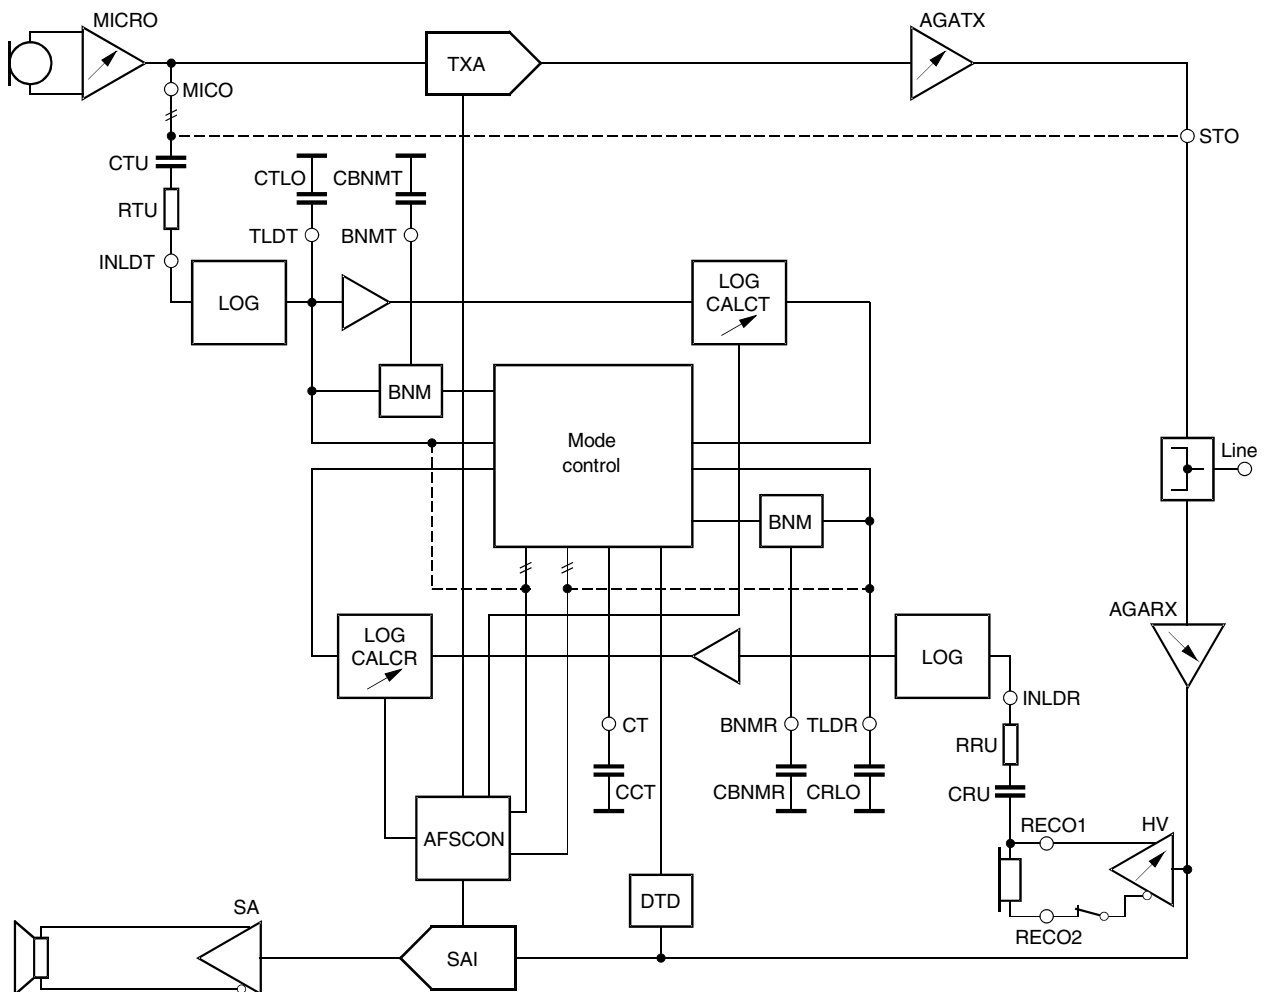 MICRO
AGATX
TXA
MICO
STO
CTU
CTLO
CBNMT
RTU
TLDT
BNMT
INLDT
LOG
LOG
CALCT
BNM
Mode
control
Line
BNM
AGARX
LOG
CALCR
LOG
INLDR
CT
BNMR
TLDR
RRU
CCT
CBNMR
CRLO
CRU
AFSCON
RECO1
HV
DTD
SA
RECO2
SAI